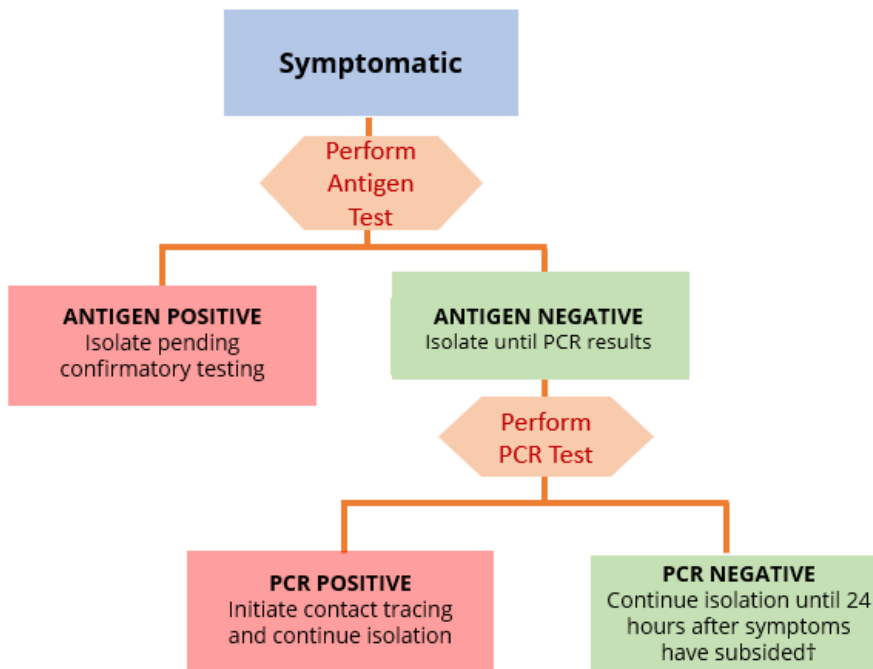 Symptomatic
Perform
Antigen
Test
ANTIGEN POSITIVE
Isolate pending
confirmatory testing
ANTIGEN NEGATIVE
Isolate until PCR results
Perform
PCR Test
PCR POSITIVE
Initiate contact tracing
and continue isolation
PCR NEGATIVE
Continue isolation until 24
hours after symptoms
have subsided†